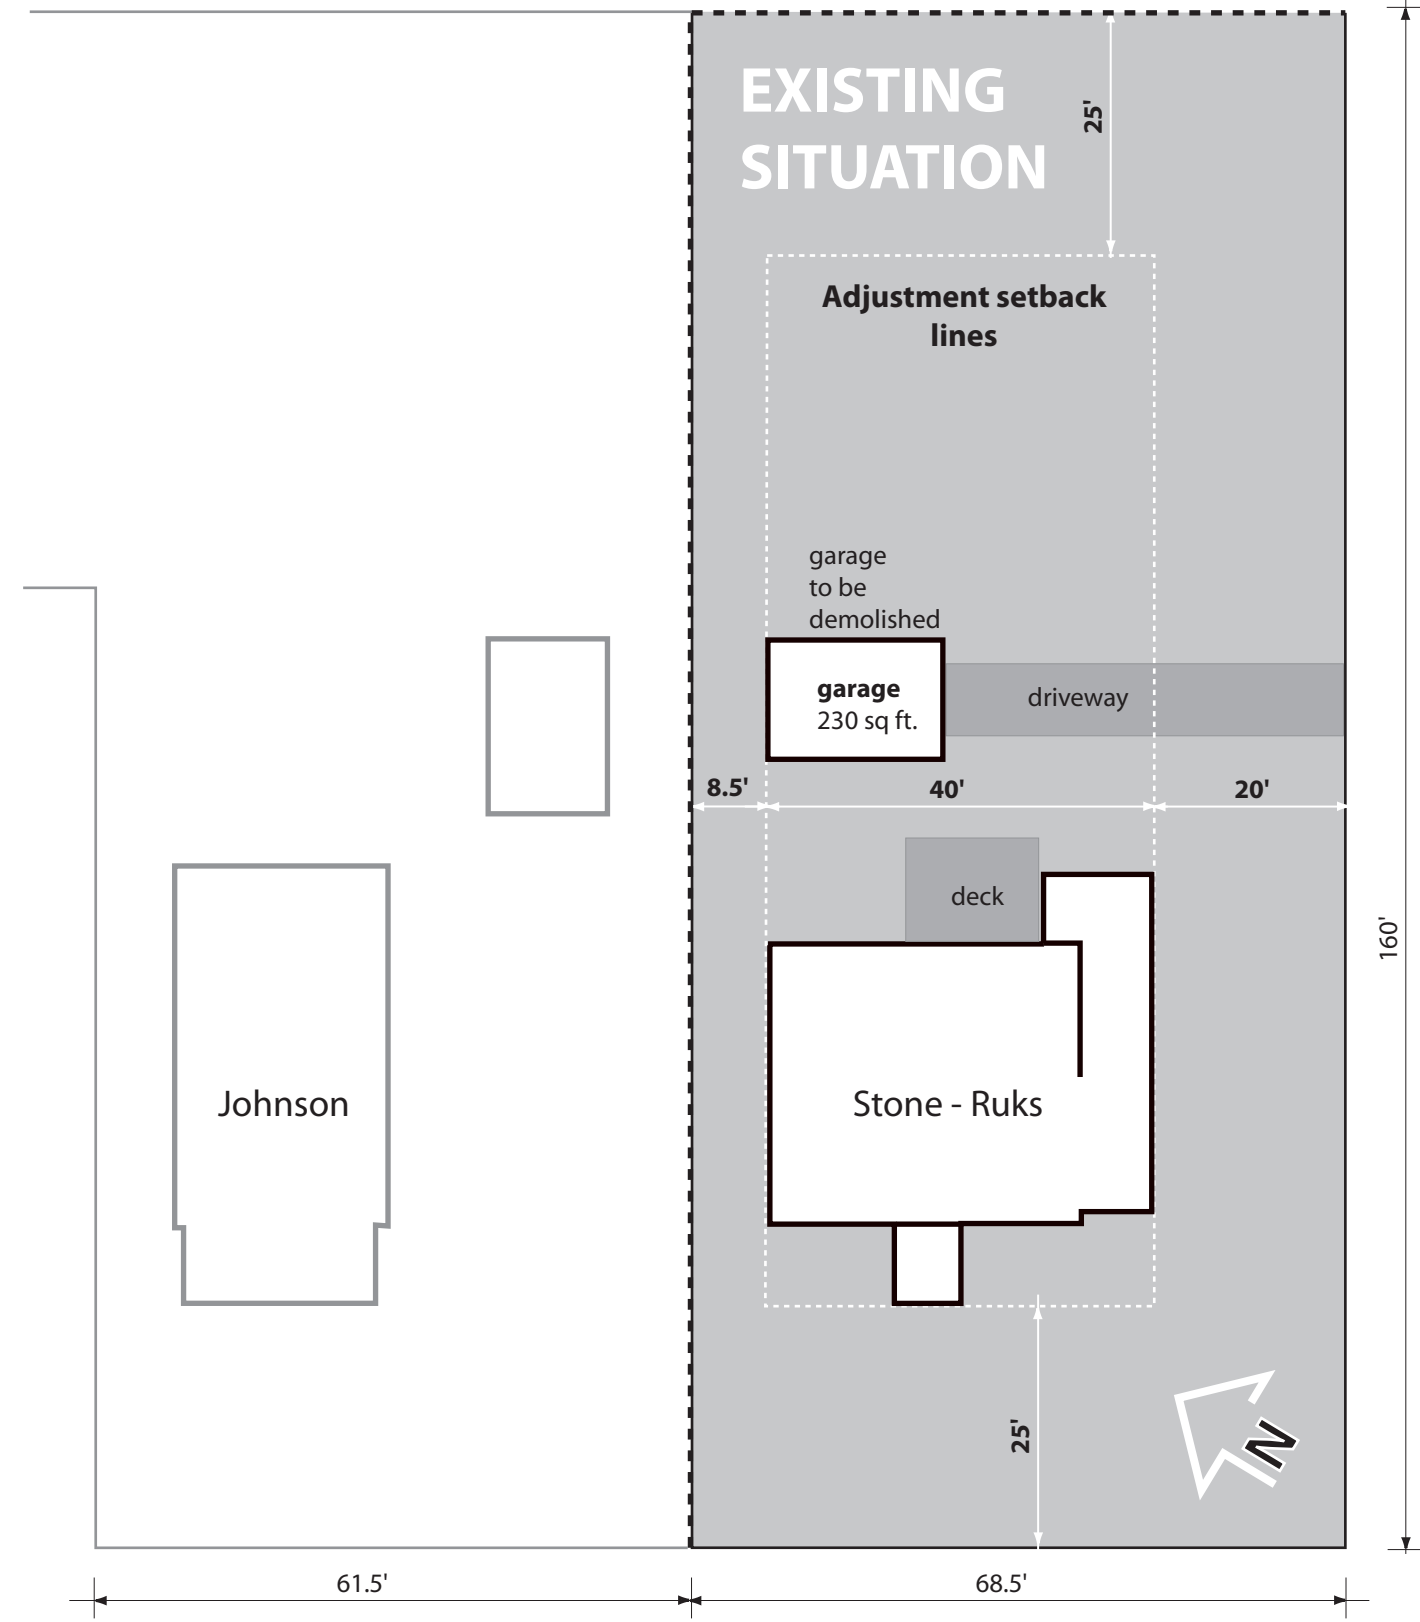 EXISTING
SITUATION
25'
Adjustment setback
lines
garage
to be
demolished
garage
230 sq ft.
driveway
8.5'
40'
20'
deck
160'
Johnson
Stone - Ruks
25'
N
61.5'
68.5'